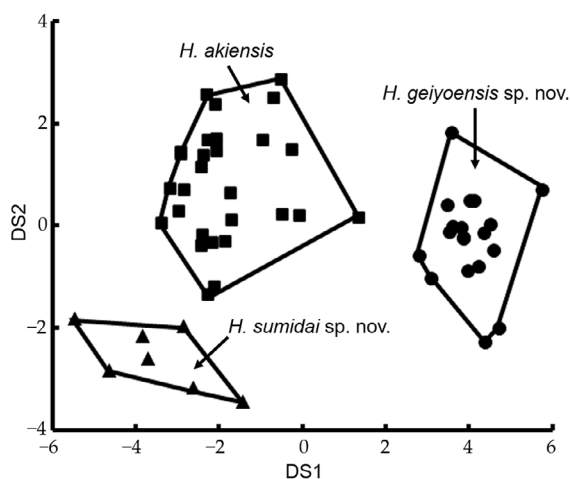 4
H. akiensis
H. geiyoensis sp. nov.
2
DS2
0
−2
H. sumidai sp. nov.
−4
−6 −4 −2 0 2 4 6
DS1